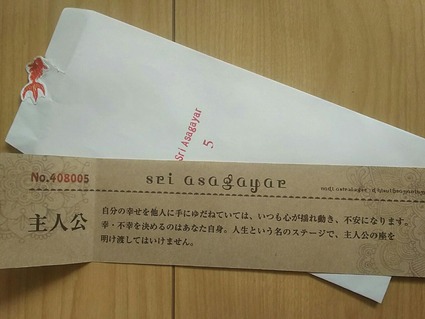 Sri Asagayar
5
No.408005
sri asagayar
主人公
自分の幸せを他人に手にゆだねていては、いつも心が揺れ動き、不安になります。
幸・不幸を決めるのはあなた自身。人生という名のステージで、主人公の座を
明け渡してはいけません。